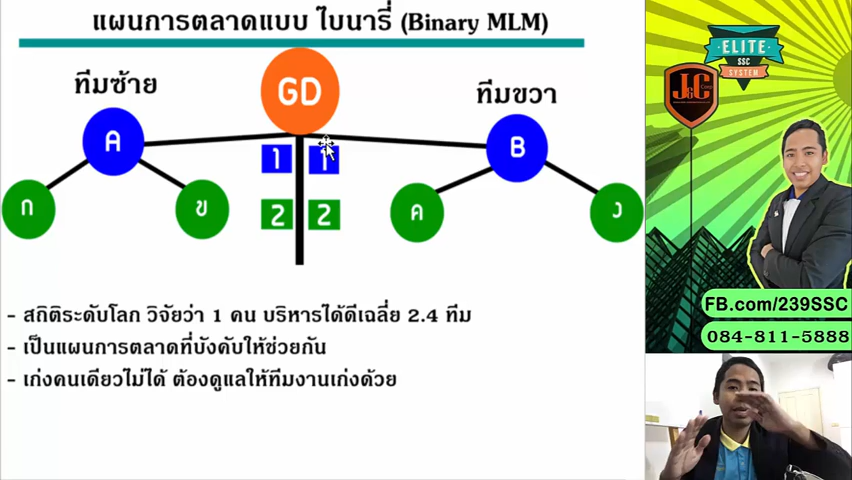 แผนการตลาดแบบ ไบนารี่ (Binary MLM)
ทีมซ้าย
GD
ทีมขวา
A
B
1
1
ก
ข
2
2
ค
ง
- สถิติระดับโลก วิจัยว่า 1 คน บริหารได้ดีเฉลี่ย 2.4 ทีม
- เป็นแผนการตลาดที่บังคับให้ช่วยกัน
- เก่งคนเดียวไม่ได้ ต้องดูแลให้ทีมงานเก่งด้วย
ELITE
SSC
SYSTEM
J&C Corp
FB.com/239SSC
084-811-5888